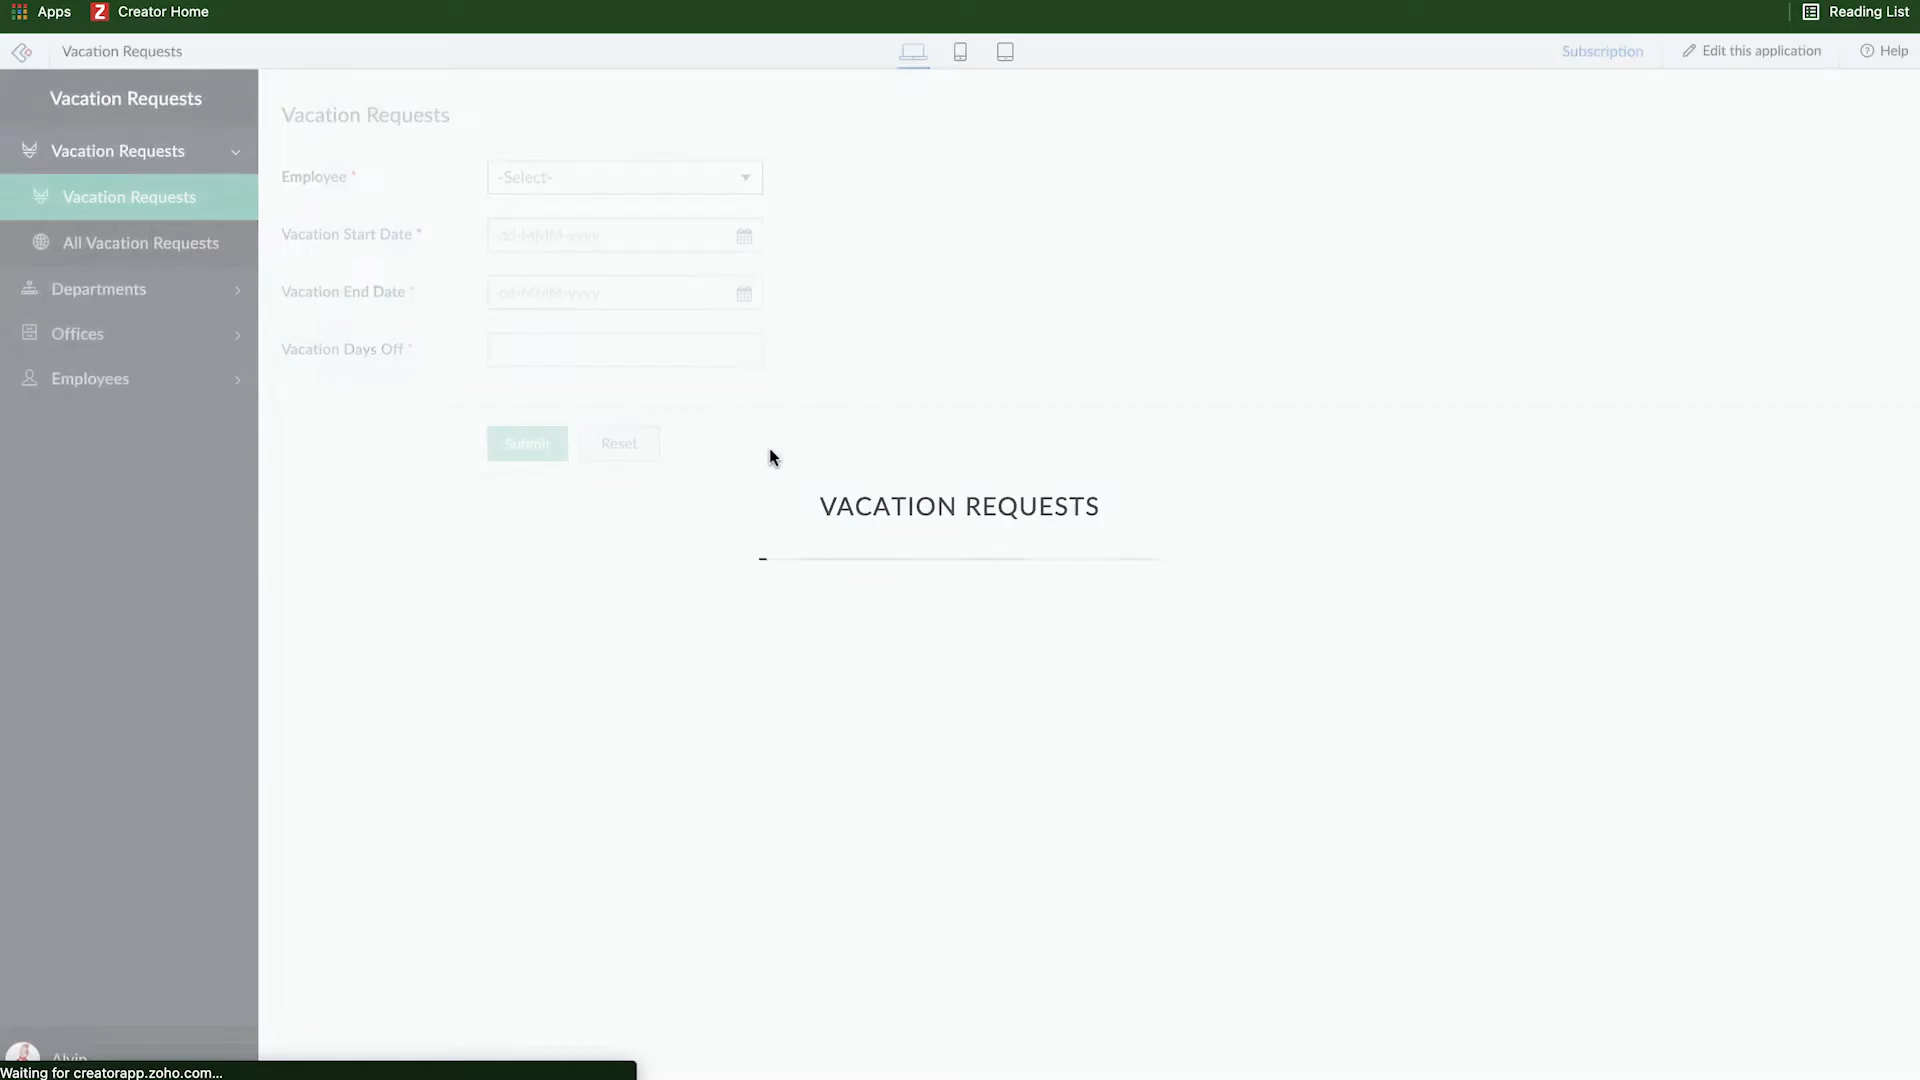 Apps
Creator Home
Reading List
Vacation Requests
Subscription
Edit this application
Help
Vacation Requests
Vacation Requests
Vacation Requests
All Vacation Requests
Departments
Offices
Employees
Vacation Requests
Employee *
-Select-
Vacation Start Date *
dd-MMM-yyyy
Vacation End Date *
dd-MMM-yyyy
Vacation Days Off *
Submit
Reset
VACATION REQUESTS
Alvin
Waiting for creatorapp.zoho.com...